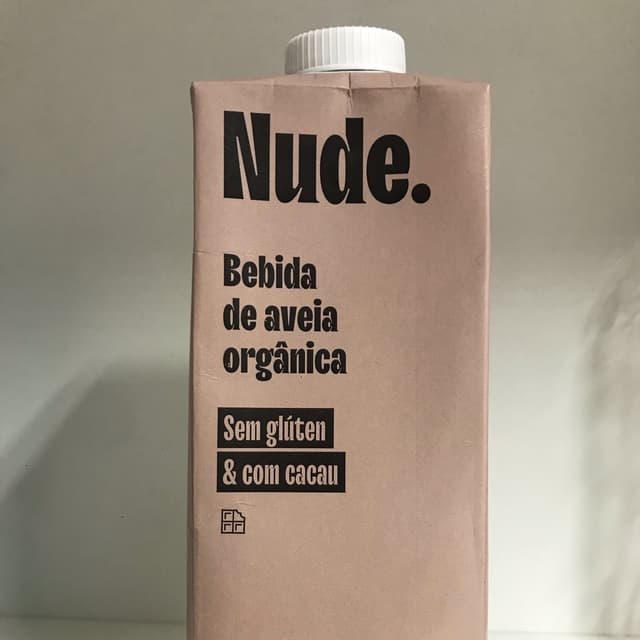 Nude.
Bebida
de aveia
orgânica
Sem glúten
& com cacau